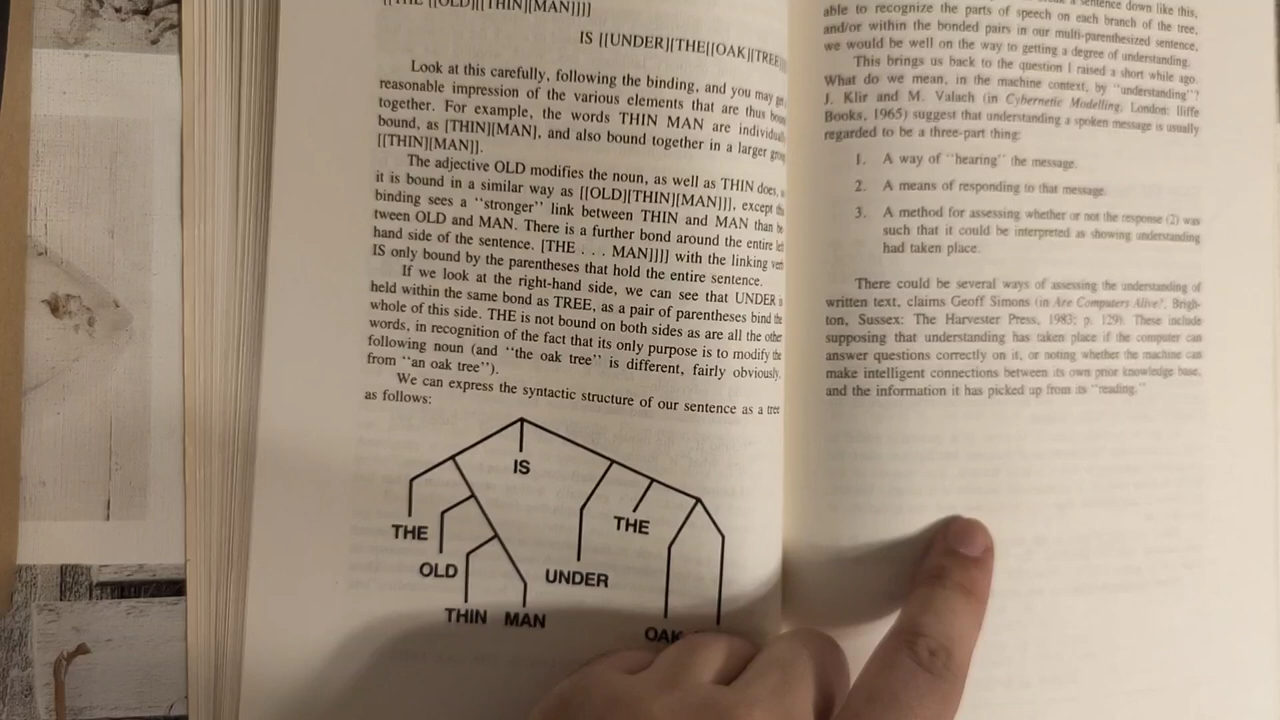 [[THE [[OLD][[THIN][MAN]]]]
IS [[UNDER][THE[[OAK][TREE
Look at this carefully, following the binding, and you may
reasonable impression of the various elements that are thus
together. For example, the words THIN MAN are
bound, as [THIN][MAN], and also bound together in a larger
[[THIN][MAN]].
The adjective OLD modifies the noun, as well as THIN does,
it is bound in a similar way as [[OLD][THIN][MAN]]], except
binding sees a "stronger" link between THIN and MAN than
tween OLD and MAN. There is a further bond around the entire
hand side of the sentence. [THE . . . MAN]]]] with the linking
IS only bound by the parentheses that hold the entire sentence.
If we look at the right-hand side, we can see that UNDER
held within the same bond as TREE, as a pair of parentheses bind the
whole of this side. THE is not bound on both sides as are all the other
words, in recognition of the fact that its only purpose is to modify the
following noun (and "the oak tree" is different, fairly obviously,
from "an oak tree").
We can express the syntactic structure of our sentence as a tree
as follows:
IS
THE
THE
OLD
UNDER
THIN MAN
OAK
sentence down like this,
able to recognize the parts of speech on each branch of the tree,
and/or within the bonded pairs in our multi-parenthesized sentence,
we would be well on the way to getting a degree of understanding.
This brings us back to the question I raised a short while ago.
What do we mean, in the machine context, by "understanding"?
J. Klir and M. Valach (in Cybernetic Modelling, London: Iliffe
Books, 1965) suggest that understanding a spoken message is usually
regarded to be a three-part thing:
1. A way of "hearing" the message.
2. A means of responding to that message.
3. A method for assessing whether or not the response (2) was
such that it could be interpreted as showing understanding
had taken place.
There could be several ways of assessing the understanding of
written text, claims Geoff Simons (in Are Computers Alive?, Brigh-
ton, Sussex: The Harvester Press, 1983; p. 129). These include
supposing that understanding has taken place if the computer can
answer questions correctly on it, or noting whether the machine can
make intelligent connections between its own prior knowledge base,
and the information it has picked up from its "reading."